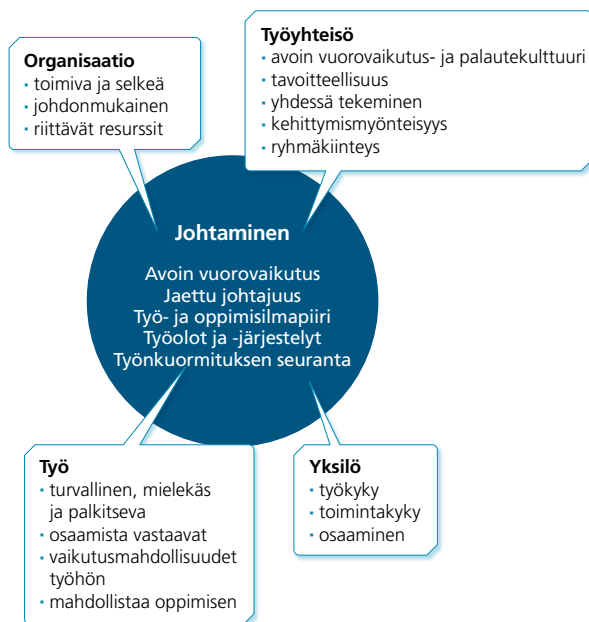 Organisaatio
· toimiva ja selkeä
· johdonmukainen
· riittävät resurssit
Työyhteisö
· avoin vuorovaikutus- ja palautekulttuuri
· tavoitteellisuus
· yhdessä tekeminen
· kehittymismyönteisyys
· ryhmäkiinteys
Johtaminen
Avoin vuorovaikutus
Jaettu johtajuus
Työ- ja oppimisilmapiiri
Työolot ja -järjestelyt
Työnkuormituksen seuranta
Työ
· turvallinen, mielekäs
ja palkitseva
· osaamista vastaavat
· vaikutusmahdollisuudet
työhön
· mahdollistaa oppimisen
Yksilö
· työkyky
· toimintakyky
· osaaminen